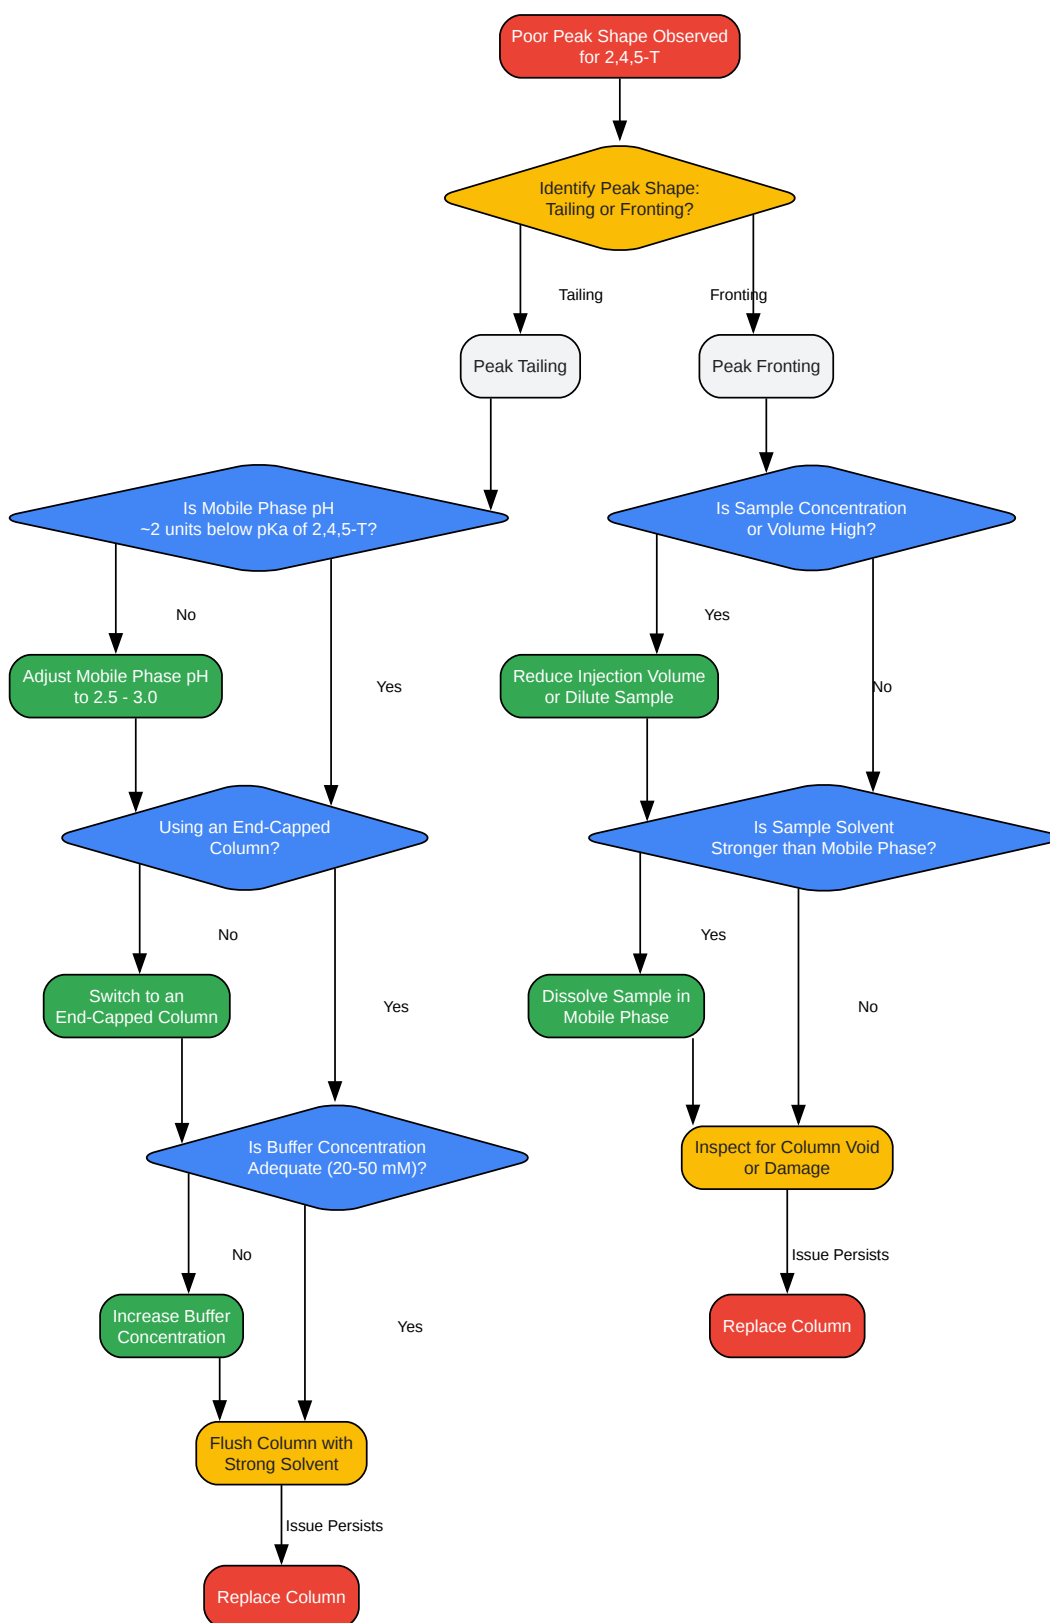 Poor Peak Shape Observed
for 2,4,5-T
Identify Peak Shape:
Tailing or Fronting?
Tailing
Fronting
Peak Tailing
Peak Fronting
Is Mobile Phase pH
~2 units below pKa of 2,4,5-T?
Is Sample Concentration
or Volume High?
No
Yes
Adjust Mobile Phase pH
to 2.5 - 3.0
Yes
Reduce Injection Volume
or Dilute Sample
No
Using an End-Capped
Column?
Is Sample Solvent
Stronger than Mobile Phase?
No
Yes
Switch to an
End-Capped Column
Yes
Dissolve Sample in
Mobile Phase
No
Is Buffer Concentration
Adequate (20-50 mM)?
Inspect for Column Void
or Damage
No
Issue Persists
Increase Buffer
Concentration
Yes
Replace Column
Flush Column with
Strong Solvent
Issue Persists
Replace Column